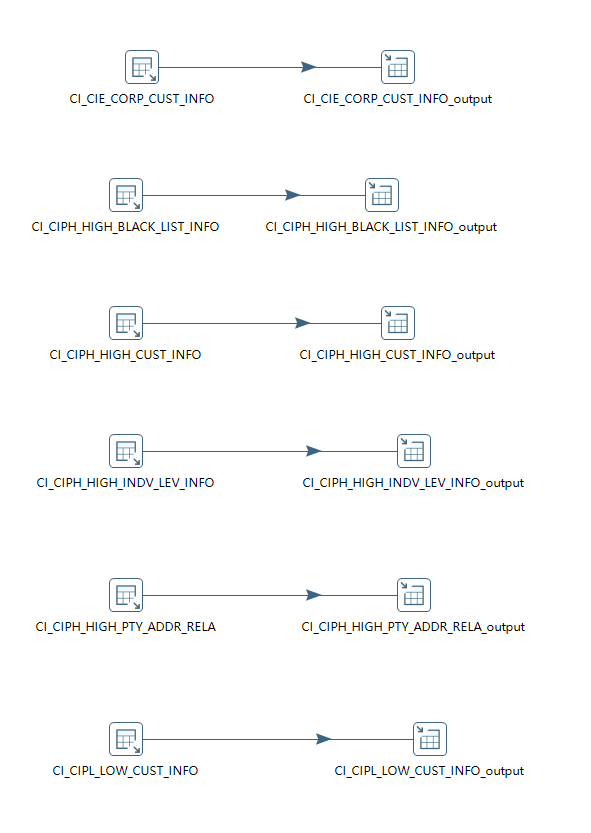 CI_CIE_CORP_CUST_INFO
CI_CIE_CORP_CUST_INFO_output
CI_CIPH_HIGH_BLACK_LIST_INFO
CI_CIPH_HIGH_BLACK_LIST_INFO_output
CI_CIPH_HIGH_CUST_INFO
CI_CIPH_HIGH_CUST_INFO_output
CI_CIPH_HIGH_INDV_LEV_INFO
CI_CIPH_HIGH_INDV_LEV_INFO_output
CI_CIPH_HIGH_PTY_ADDR_RELA
CI_CIPH_HIGH_PTY_ADDR_RELA_output
CI_CIPL_LOW_CUST_INFO
CI_CIPL_LOW_CUST_INFO_output